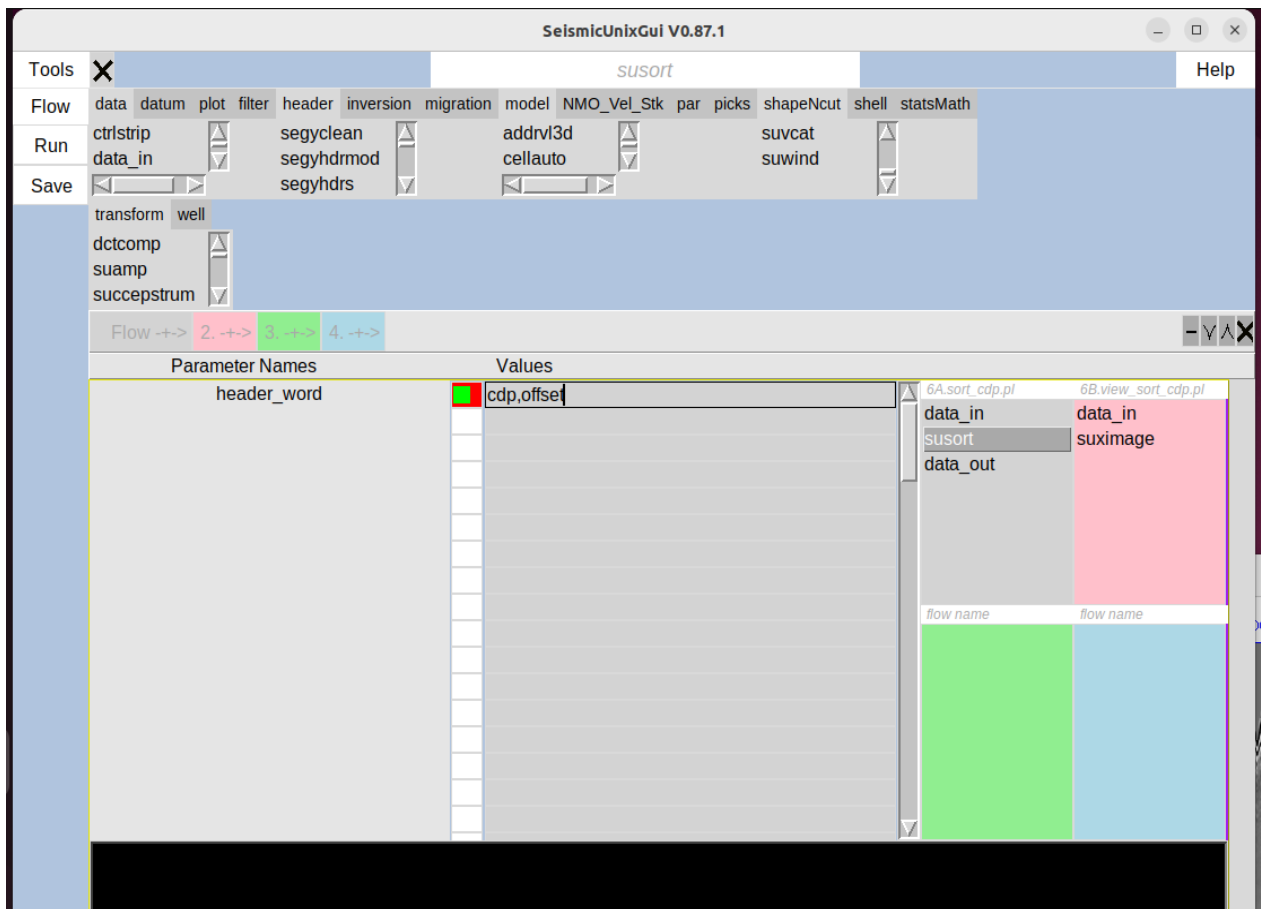 SeismicUnixGui V0.87.1
Tools susort Help
Flow data datum plot filter header inversion migration model NMO_Vel_Stk par picks shapeNcut shell statsMath
ctrlstrip segyclean addrvl3d suvcat
Run
data_in segyhdrmod cellauto suwind
Save segyhdrs
transform well
dctcomp
suamp
succepstrum
Flow -+-> 2. -+-> 3. -+-> 4. -+->
Parameter Names Values
header_word cdp,offset 6A.sort_cdp.pl 6B.view_sort_cdp.pl
data_in data_in
susort suximage
data_out
flow name flow name